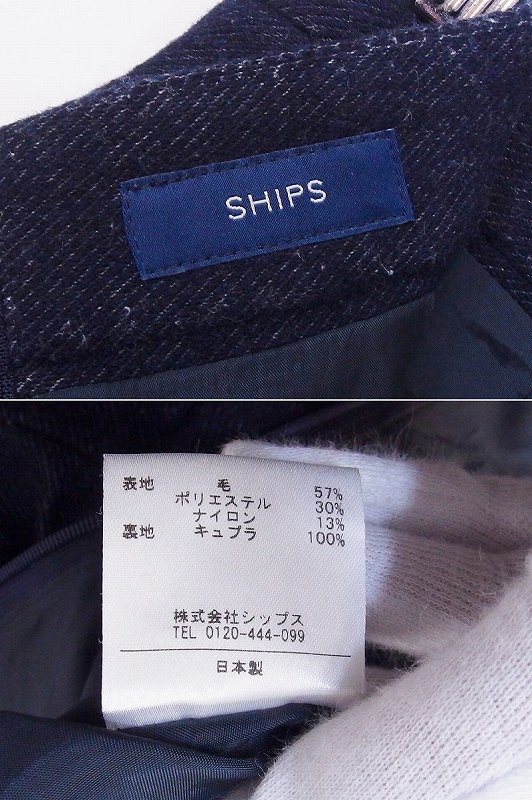 SHIPS
表地 毛 57%
ポリエステル 30%
ナイロン 13%
裏地 キュプラ 100%
株式会社シップス
TEL 0120-444-099
日本製